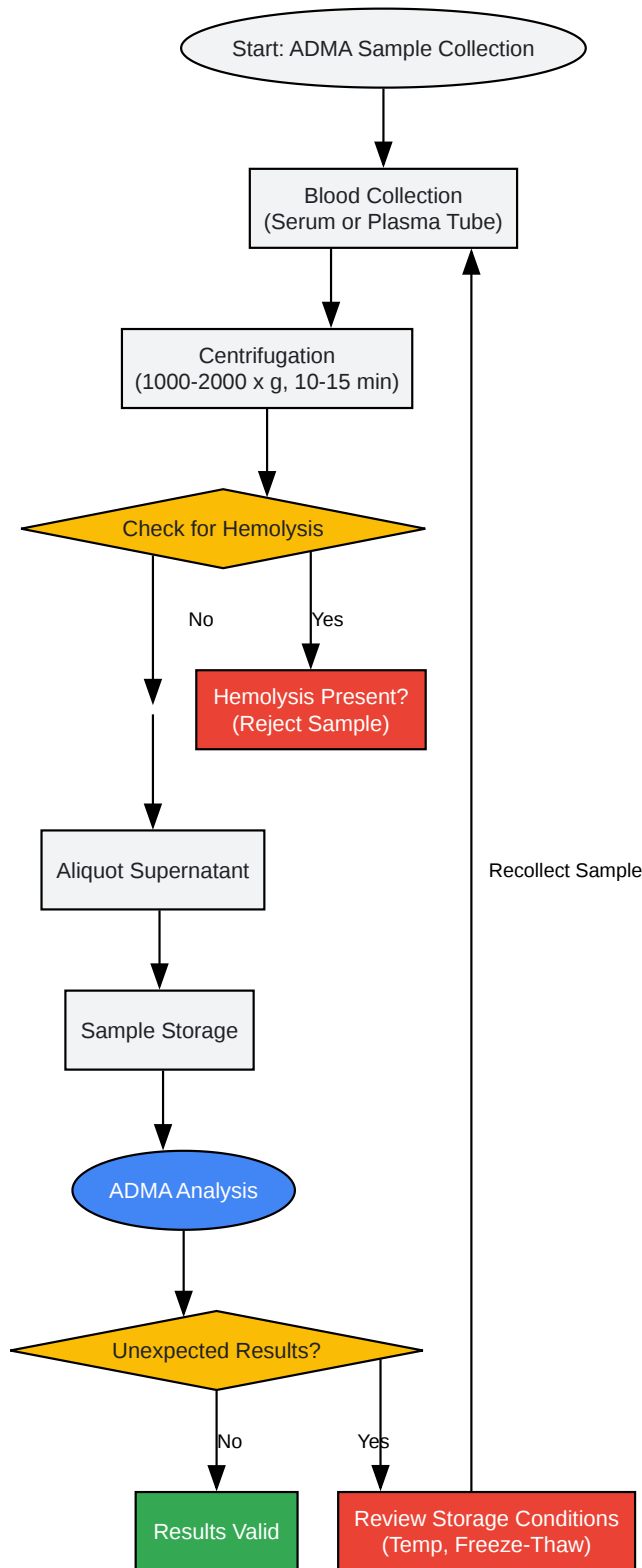 Start: ADMA Sample Collection
Blood Collection
(Serum or Plasma Tube)
Centrifugation
(1000-2000 x g, 10-15 min)
Check for Hemolysis
No
Yes
Hemolysis Present?
(Reject Sample)
Aliquot Supernatant
Recollect Sample
Sample Storage
ADMA Analysis
Unexpected Results?
No
Yes
Results Valid
Review Storage Conditions
(Temp, Freeze-Thaw)